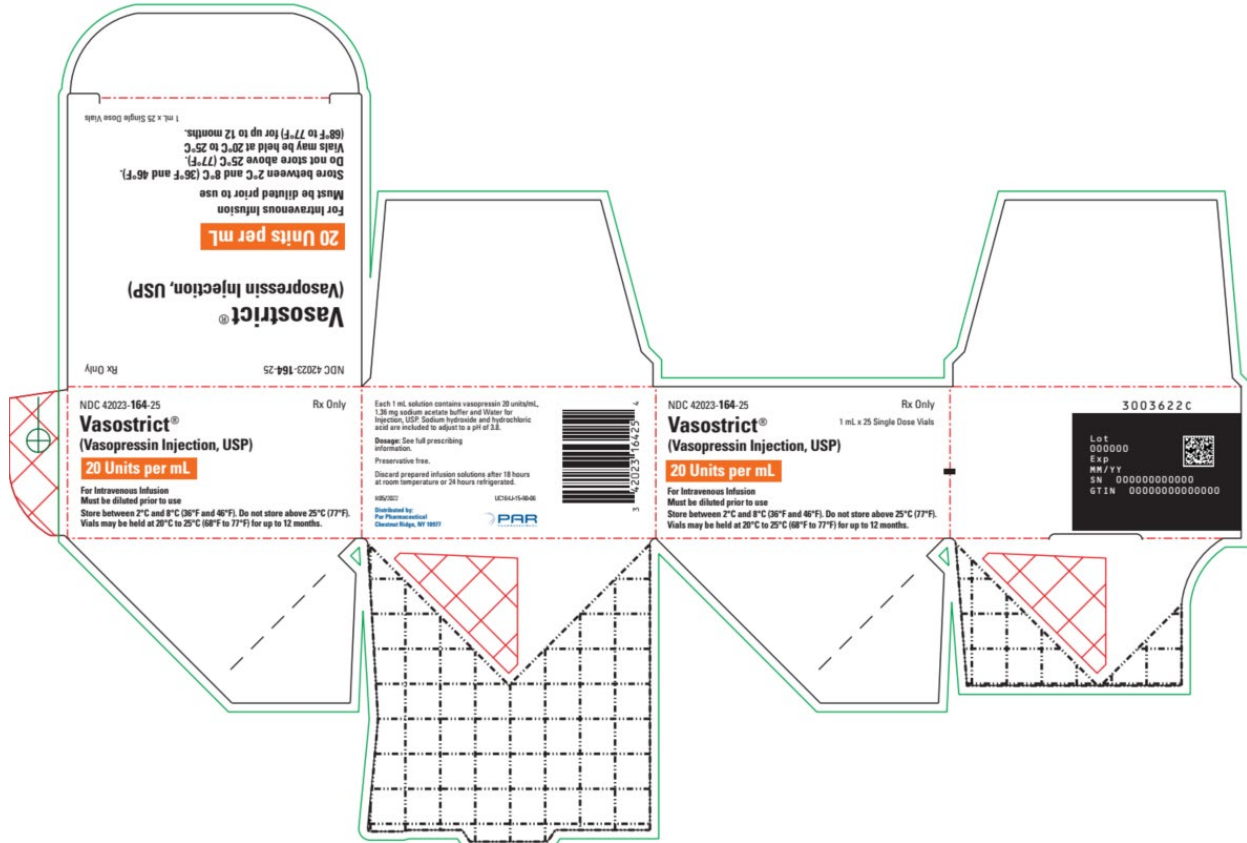 NDC 42023-164-25 Rx Only
Vasostrict®
(Vasopressin Injection, USP)
20 Units per mL
For Intravenous Infusion
Must be diluted prior to use
Store between 2°C and 8°C (36°F and 46°F).
Do not store above 25°C (77°F).
Vials may be held at 20°C to 25°C
(68°F to 77°F) for up to 12 months.
1 mL x 25 Single Dose Vials
NDC 42023-164-25 Rx Only
Vasostrict®
(Vasopressin Injection, USP)
20 Units per mL
For Intravenous Infusion
Must be diluted prior to use
Store between 2°C and 8°C (36°F and 46°F). Do not store above 25°C (77°F).
Vials may be held at 20°C to 25°C (68°F to 77°F) for up to 12 months.
Each 1 mL solution contains vasopressin 20 units/mL,
1.36 mg sodium acetate buffer and Water for
Injection, USP. Sodium hydroxide and hydrochloric
acid are included to adjust to a pH of 3.8.
Dosage: See full prescribing
information.
Preservative free.
Discard prepared infusion solutions after 18 hours
at room temperature or 24 hours refrigerated.
Distributed by:
Par Pharmaceutical
Chestnut Ridge, NY 10977
PAR
3 42023 16425 4
NDC 42023-164-25 Rx Only
Vasostrict® 1 mL x 25 Single Dose Vials
(Vasopressin Injection, USP)
20 Units per mL
For Intravenous Infusion
Must be diluted prior to use
Store between 2°C and 8°C (36°F and 46°F). Do not store above 25°C (77°F).
Vials may be held at 20°C to 25°C (68°F to 77°F) for up to 12 months.
3003622C
Lot
000000
Exp
MM/YY
SN 000000000000
GTIN 00000000000000